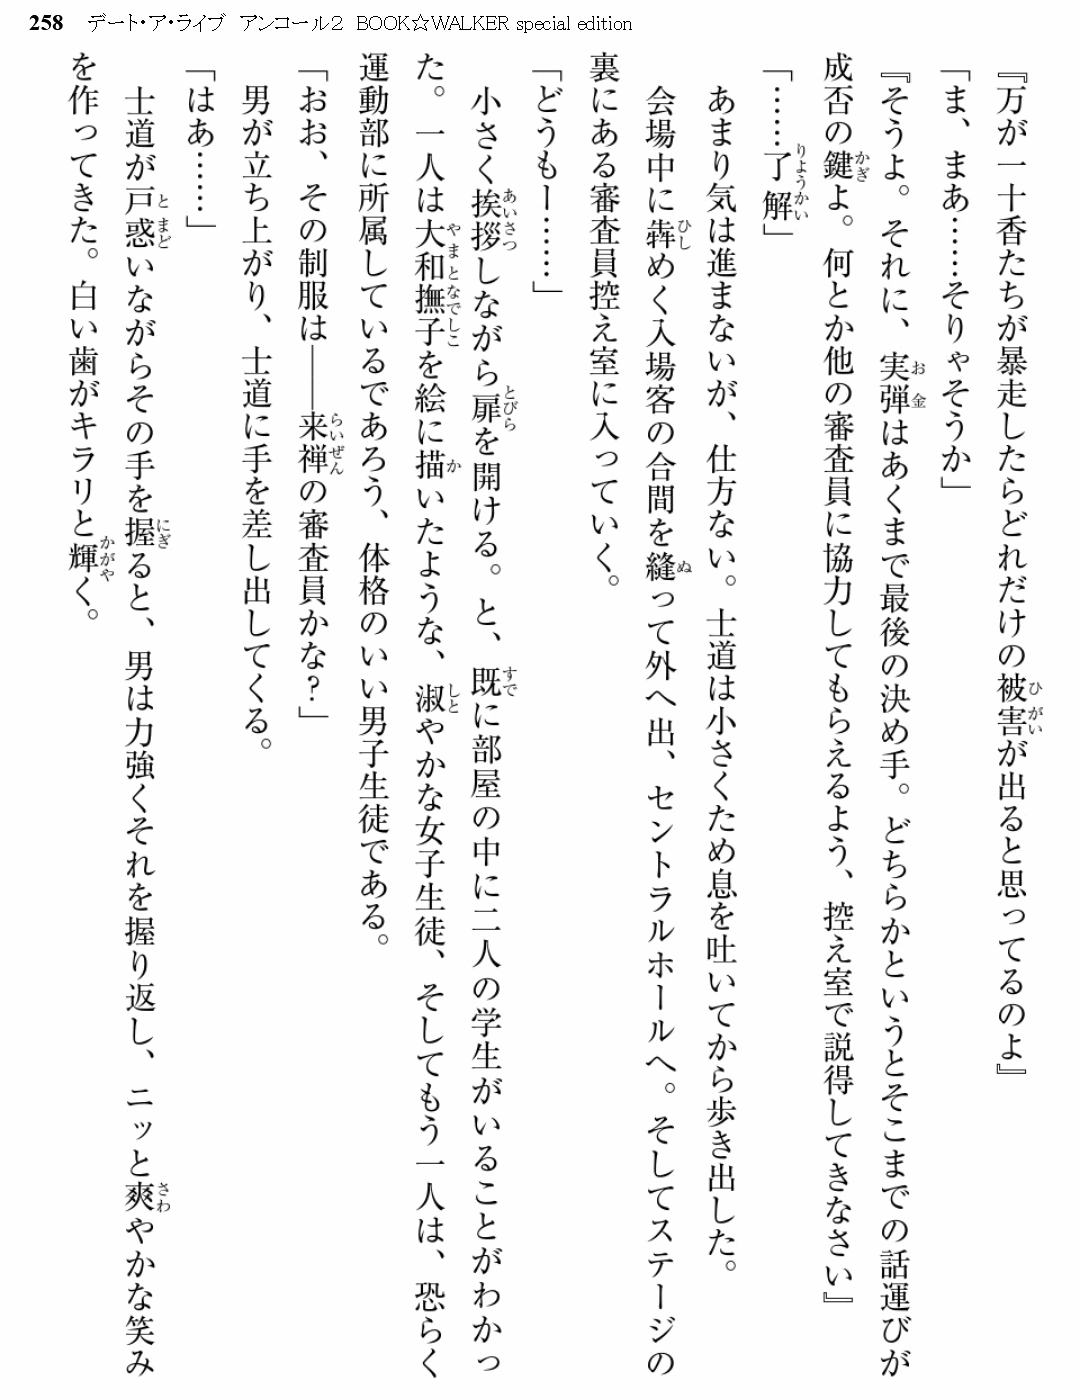 258 デート・ア・ライブ アンコール2 BOOK☆WALKER special edition
『万が一十香たちが暴走したらどれだけの被害が出ると思ってるのよ』
「ま、まあ……そりゃそうか」
『そうよ。それに、実弾はあくまで最後の決め手。どちらかというとそこまでの話運びが
成否の鍵よ。何とか他の審査員に協力してもらえるよう、控え室で説得してきなさい』
「……了解」
あまり気は進まないが、仕方ない。士道は小さくため息を吐いてから歩き出した。
会場中に犇めく入場客の合間を縫って外へ出、セントラルホールへ。そしてステージの
裏にある審査員控え室に入っていく。
「どうもー……」
小さく挨拶しながら扉を開ける。と、既に部屋の中に二人の学生がいることがわかっ
た。一人は大和撫子を絵に描いたような、淑やかな女子生徒、そしてもう一人は、恐らく
運動部に所属しているであろう、体格のいい男子生徒である。
「おお、その制服は――来禅の審査員かな?」
男が立ち上がり、士道に手を差し出してくる。
「はあ……」
士道が戸惑いながらその手を握ると、男は力強くそれを握り返し、ニッと爽やかな笑み
を作ってきた。白い歯がキラリと輝く。